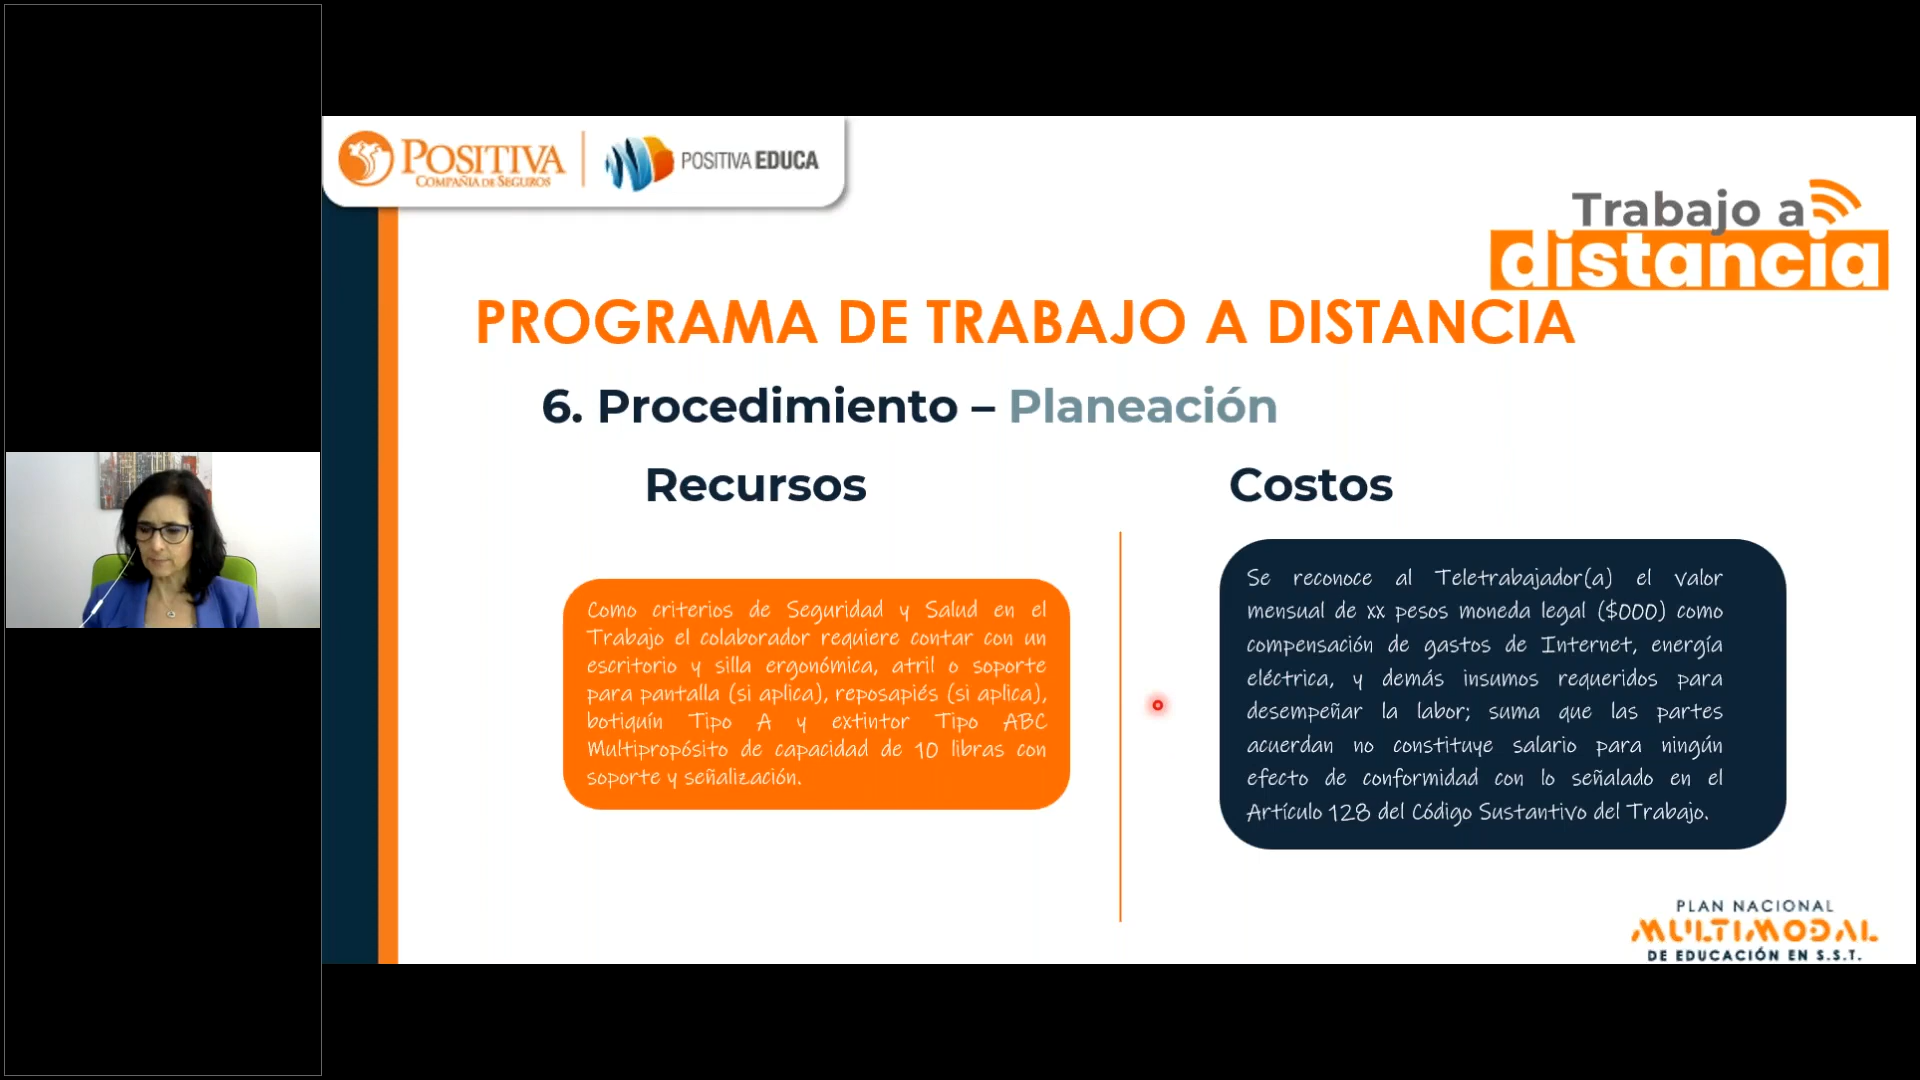 POSITIVA
COMPAÑIA DE SEGUROS
POSITIVA EDUCA
Trabajo a
distancia
PROGRAMA DE TRABAJO A DISTANCIA
6. Procedimiento – Planeación
Recursos
Como criterios de Seguridad y Salud en el
Trabajo el colaborador requiere contar con un
escritorio y silla ergonómica, atril o soporte
para pantalla (si aplica), reposapiés (si aplica),
botiquín Tipo A y extintor Tipo ABC
Multipropósito de capacidad de 10 libras con
soporte y señalización.
Costos
Se reconoce al Teletrabajador(a) el valor
mensual de xx pesos moneda legal ($000) como
compensación de gastos de Internet, energía
eléctrica, y demás insumos requeridos para
desempeñar la labor; suma que las partes
acuerdan no constituye salario para ningún
efecto de conformidad con lo señalado en el
Artículo 128 del Código Sustantivo del Trabajo.
PLAN NACIONAL
MULTIMODAL
DE EDUCACIÓN EN S.S.T.